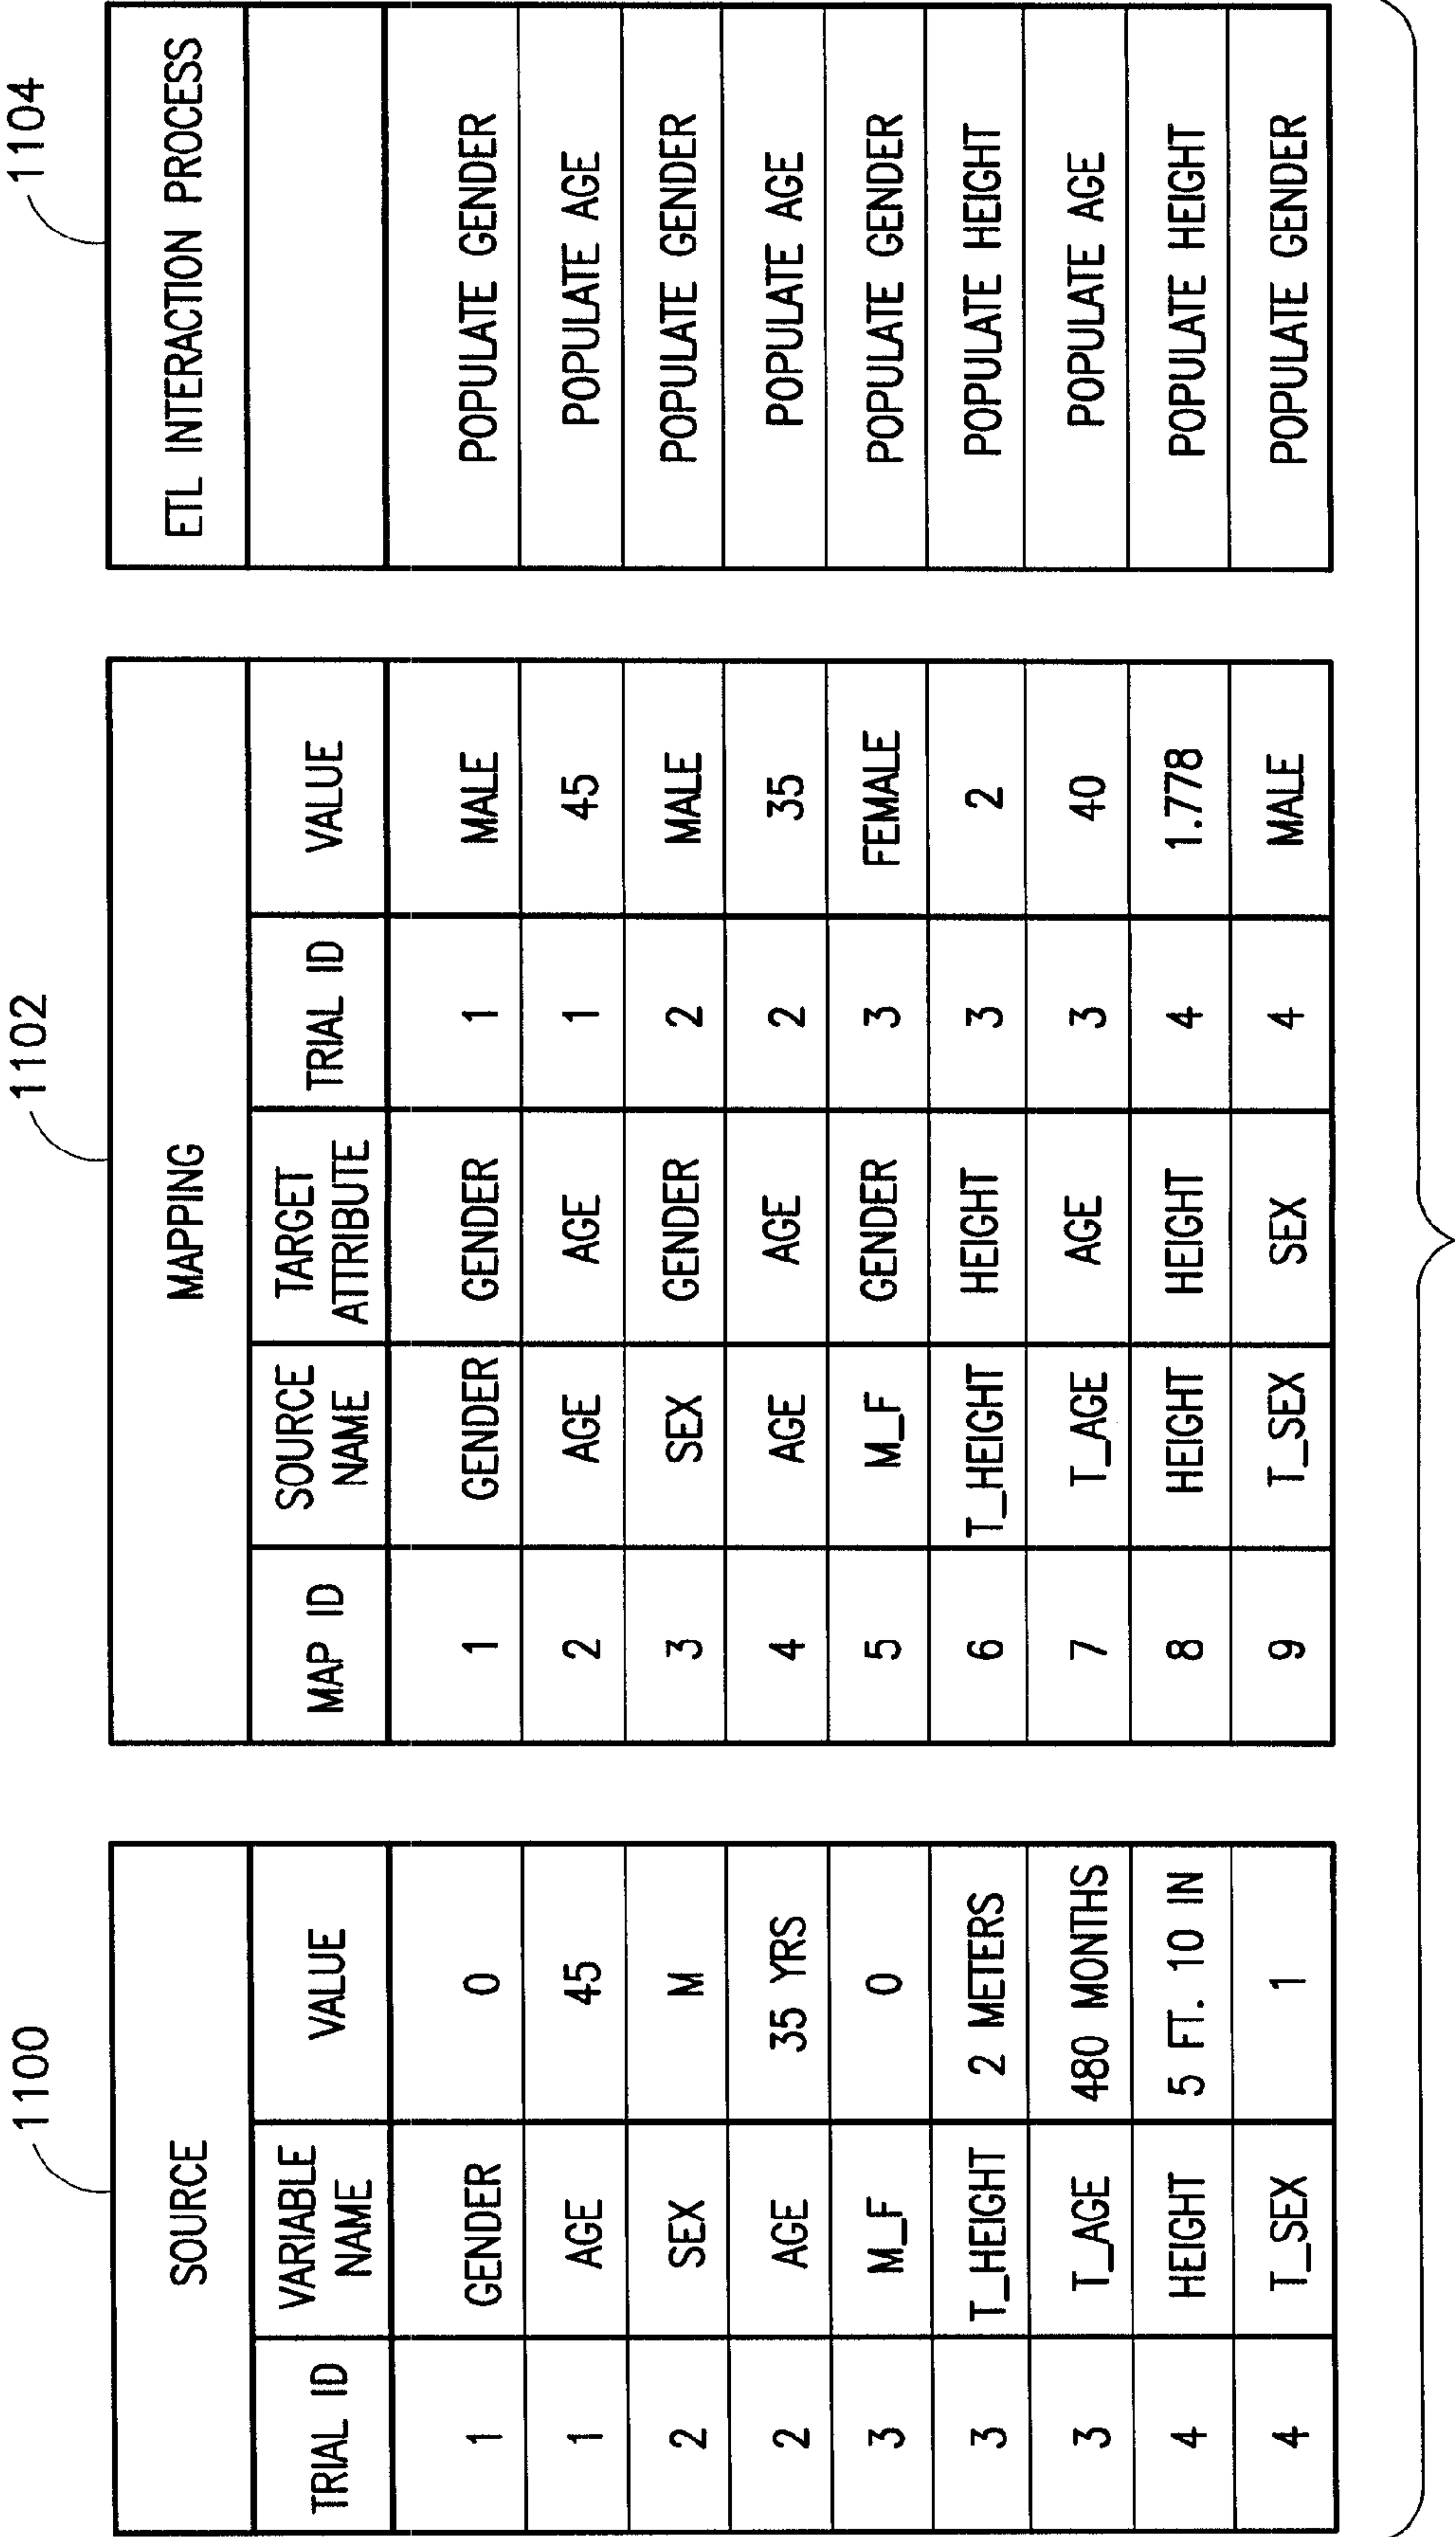 1100
SOURCE
TRIAL ID VARIABLE NAME VALUE
1 GENDER 0
1 AGE 45
2 SEX M
2 AGE 35 YRS
3 M_F 0
3 T_HEIGHT 2 METERS
3 T_AGE 480 MONTHS
4 HEIGHT 5 FT. 10 IN
4 T_SEX 1
1102
MAPPING
MAP ID SOURCE NAME TARGET ATTRIBUTE TRIAL ID VALUE
1 GENDER GENDER 1 MALE
2 AGE AGE 1 45
3 SEX GENDER 2 MALE
4 AGE AGE 2 35
5 M_F GENDER 3 FEMALE
6 T_HEIGHT HEIGHT 3 2
7 T_AGE AGE 3 40
8 HEIGHT HEIGHT 4 1.778
9 T_SEX SEX 4 MALE
1104
ETL INTERACTION PROCESS
POPULATE GENDER
POPULATE AGE
POPULATE GENDER
POPULATE AGE
POPULATE GENDER
POPULATE HEIGHT
POPULATE AGE
POPULATE HEIGHT
POPULATE GENDER